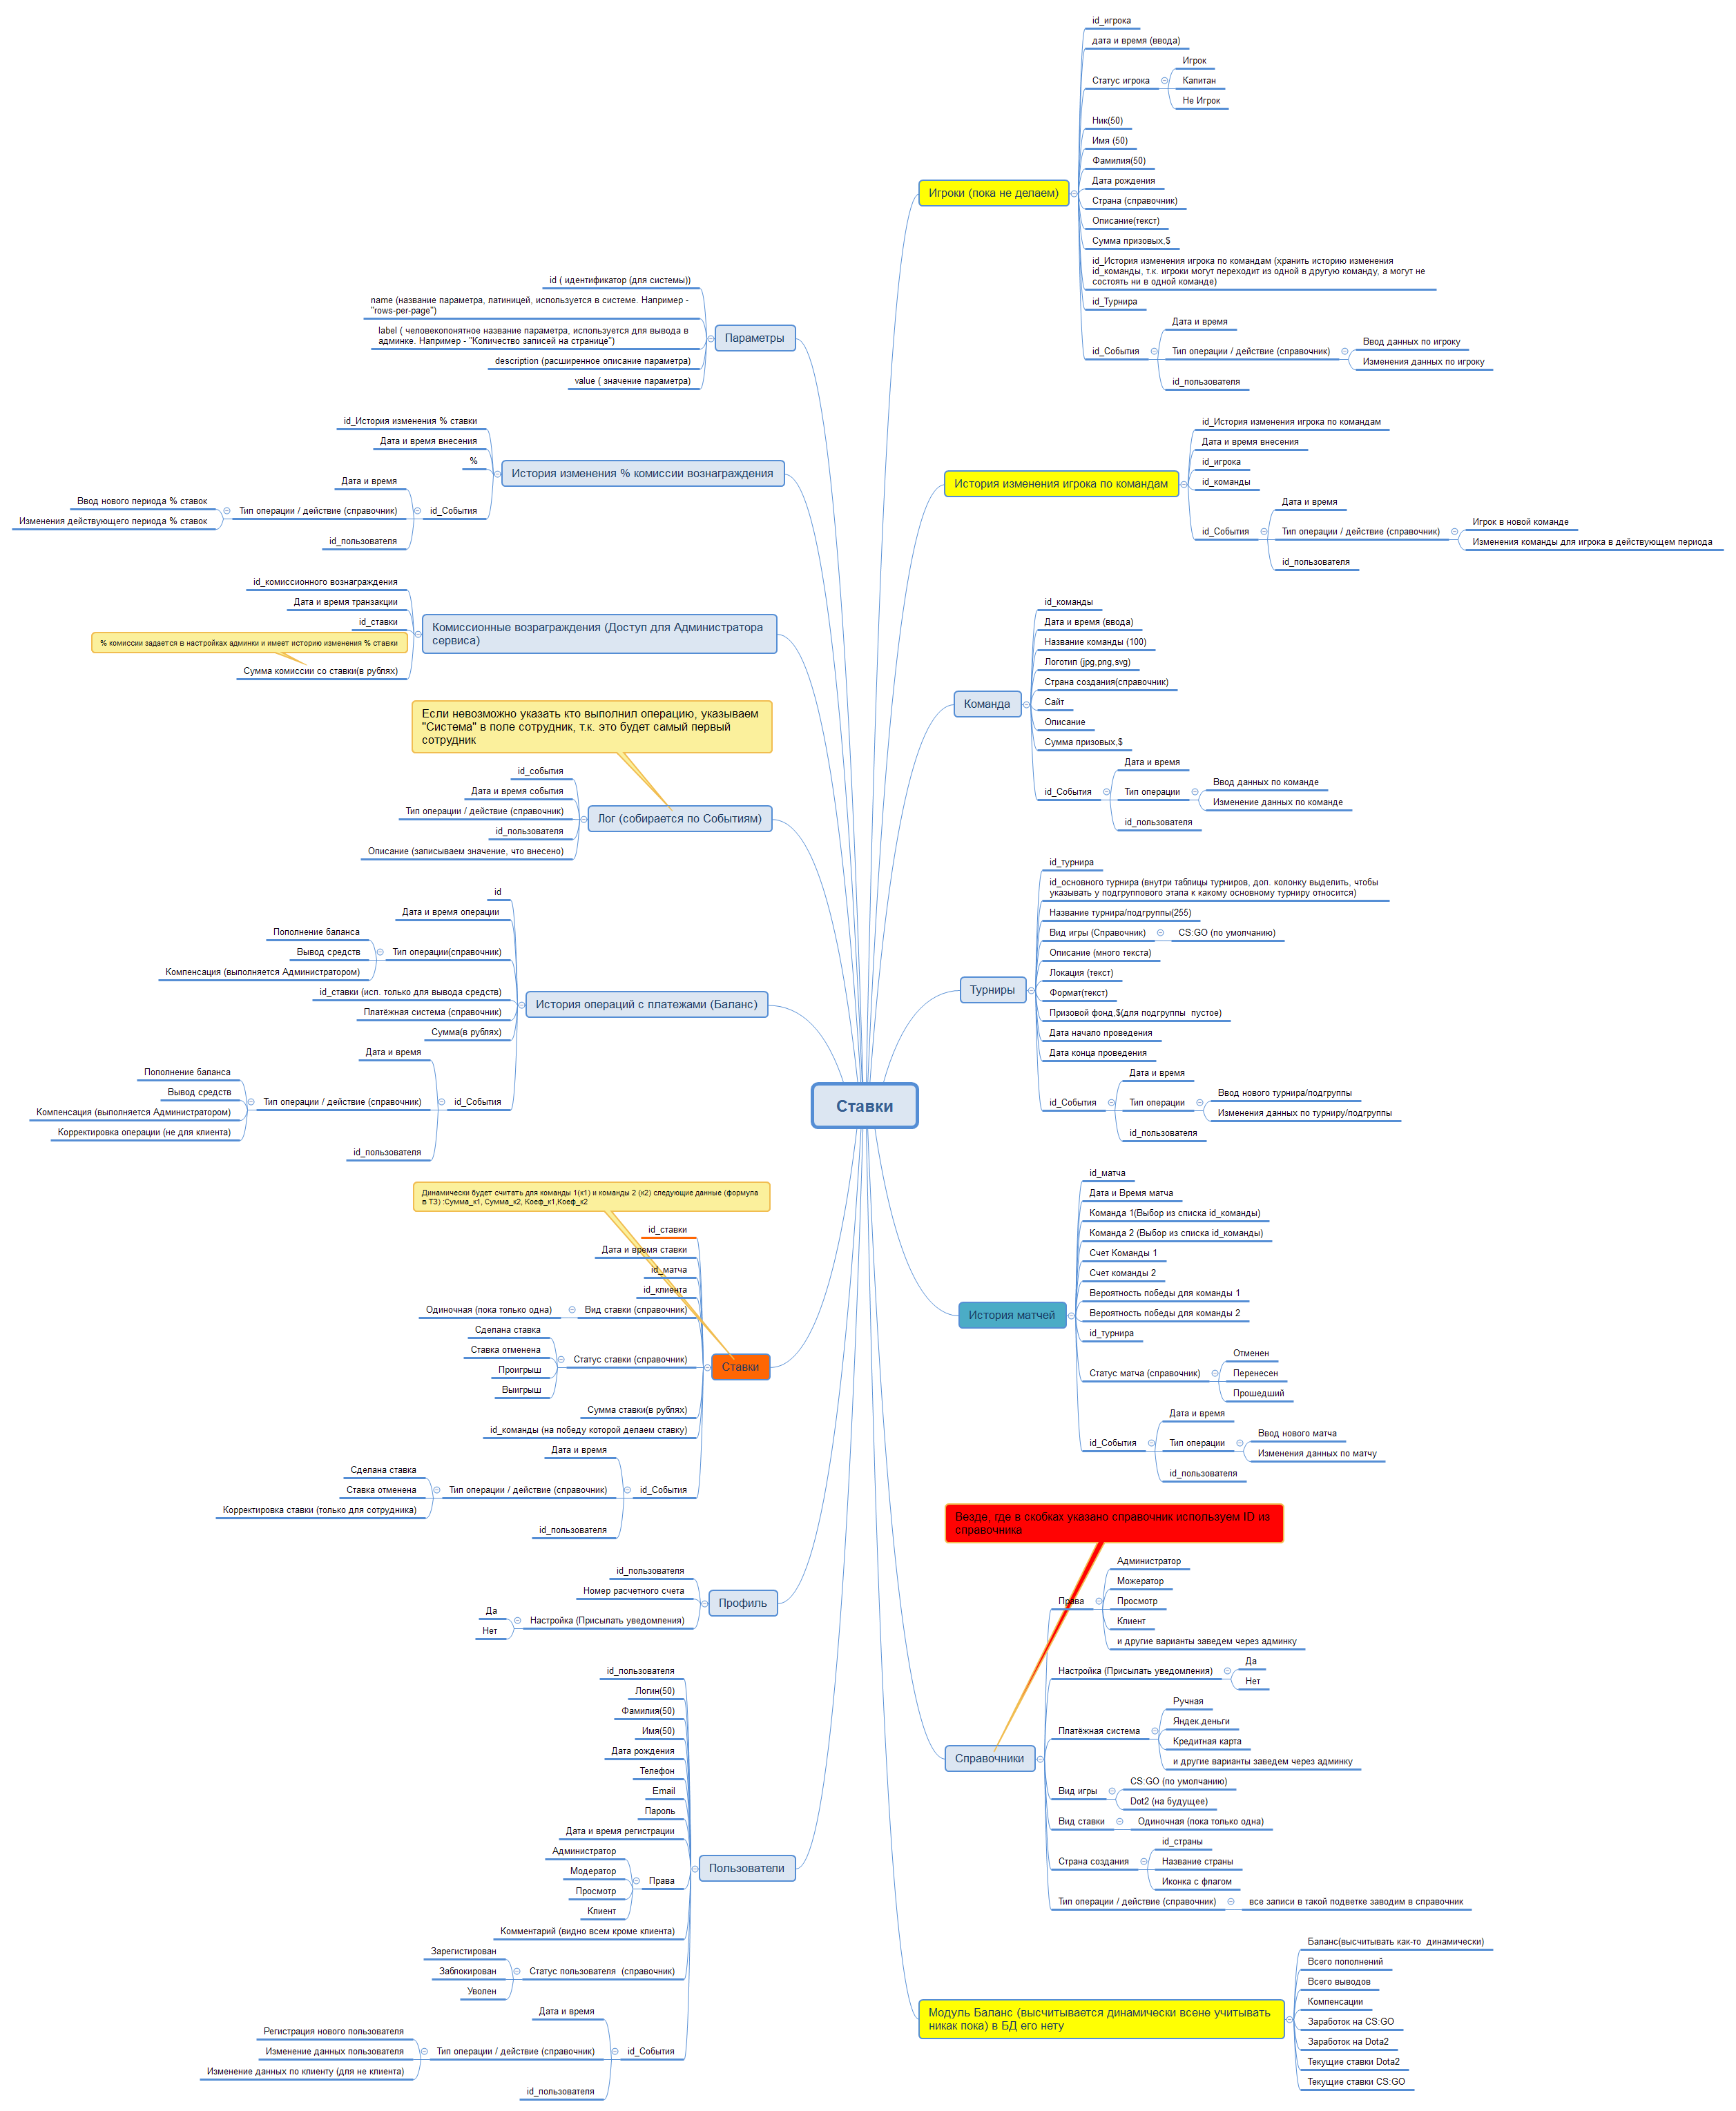 Ставки
Игроки (пока не делаем)
id_игрока
дата и время (ввода)
Статус игрока
Игрок
Капитан
Не Игрок
Ник(50)
Имя (50)
Фамилия(50)
Дата рождения
Страна (справочник)
Описание(текст)
Сумма призовых,$
id_История изменения игрока по командам (хранить историю изменения
id_команды, т.к. игроки могут переходит из одной в другую команду, а могут не
состоять ни в одной команде)
id_Турнира
id_События
Дата и время
Тип операции / действие (справочник)
Ввод данных по игроку
Изменения данных по игроку
id_пользователя
История изменения игрока по командам
id_История изменения игрока по командам
Дата и время внесения
id_игрока
id_команды
id_События
Дата и время
Тип операции / действие (справочник)
Игрок в новой команде
Изменения команды для игрока в действующем периода
id_пользователя
Команда
id_команды
Дата и время (ввода)
Название команды (100)
Логотип (jpg,png,svg)
Страна создания(справочник)
Сайт
Описание
Сумма призовых,$
id_События
Дата и время
Тип операции
Ввод данных по команде
Изменение данных по команде
id_пользователя
Турниры
id_турнира
id_основного турнира (внутри таблицы турниров, доп. колонку выделить, чтобы
указывать у подгруппового этапа к какому основному турниру относится)
Название турнира/подгруппы(255)
Вид игры (Справочник)
CS:GO (по умолчанию)
Описание (много текста)
Локация (текст)
Формат(текст)
Призовой фонд,$(для подгруппы  пустое)
Дата начало проведения
Дата конца проведения
id_События
Дата и время
Тип операции
Ввод нового турнира/подгруппы
Изменения данных по турниру/подгруппы
id_пользователя
История матчей
id_матча
Дата и Время матча
Команда 1(Выбор из списка id_команды)
Команда 2 (Выбор из списка id_команды)
Счет Команды 1
Счет команды 2
Вероятность победы для команды 1
Вероятность победы для команды 2
id_турнира
Статус матча (справочник)
Отменен
Перенесен
Прошедший
id_События
Дата и время
Тип операции
Ввод нового матча
Изменения данных по матчу
id_пользователя
Везде, где в скобках указано справочник используем ID из
справочника
Справочники
Права
Администратор
Можератор
Просмотр
Клиент
и другие варианты заведем через админку
Настройка (Присылать уведомления)
Да
Нет
Платёжная система
Ручная
Яндек.деньги
Кредитная карта
и другие варианты заведем через админку
Вид игры
CS:GO (по умолчанию)
Dot2 (на будущее)
Вид ставки
Одиночная (пока только одна)
Страна создания
id_страны
Название страны
Иконка с флагом
Тип операции / действие (справочник)
все записи в такой подветке заводим в справочник
Модуль Баланс (высчитывается динамически всене учитывать
никак пока) в БД его нету
Баланс(высчитывать как-то  динамически)
Всего пополнений
Всего выводов
Компенсации
Заработок на CS:GO
Заработок на Dota2
Текущие ставки Dota2
Текущие ставки CS:GO
Параметры
id ( идентификатор (для системы))
name (название параметра, латиницей, используется в системе. Например -
"rows-per-page")
label ( человекопонятное название параметра, используется для вывода в
админке. Например - "Количество записей на странице")
description (расширенное описание параметра)
value ( значение параметра)
История изменения % комиссии вознаграждения
id_История изменения % ставки
Дата и время внесения
%
id_События
Дата и время
Тип операции / действие (справочник)
Ввод нового периода % ставок
Изменения действующего периода % ставок
id_пользователя
Комиссионные возраграждения (Доступ для Администратора
сервиса)
id_комиссионного вознаграждения
Дата и время транзакции
id_ставки
% комиссии задается в настройках админки и имеет историю изменения % ставки
Сумма комиссии со ставки(в рублях)
Если невозможно указать кто выполнил операцию, указываем
"Система" в поле сотрудник, т.к. это будет самый первый
сотрудник
Лог (собирается по Событиям)
id_события
Дата и время события
Тип операции / действие (справочник)
id_пользователя
Описание (записываем значение, что внесено)
История операций с платежами (Баланс)
id
Дата и время операции
Тип операции(справочник)
Пополнение баланса
Вывод средств
Компенсация (выполняется Администратором)
id_ставки (исп. только для вывода средств)
Платёжная система (справочник)
Сумма(в рублях)
id_События
Дата и время
Тип операции / действие (справочник)
Пополнение баланса
Вывод средств
Компенсация (выполняется Администратором)
Корректировка операции (не для клиента)
id_пользователя
Динамически будет считать для команды 1(к1) и команды 2 (к2) следующие данные (формула
в ТЗ) :Сумма_к1, Сумма_к2, Коеф_к1,Коеф_к2
Ставки
id_ставки
Дата и время ставки
id_матча
id_клиента
Вид ставки (справочник)
Одиночная (пока только одна)
Статус ставки (справочник)
Сделана ставка
Ставка отменена
Проигрыш
Выигрыш
Сумма ставки(в рублях)
id_команды (на победу которой делаем ставку)
id_События
Дата и время
Тип операции / действие (справочник)
Сделана ставка
Ставка отменена
Корректировка ставки (только для сотрудника)
id_пользователя
Профиль
id_пользователя
Номер расчетного счета
Настройка (Присылать уведомления)
Да
Нет
Пользователи
id_пользователя
Логин(50)
Фамилия(50)
Имя(50)
Дата рождения
Телефон
Email
Пароль
Дата и время регистрации
Права
Администратор
Модератор
Просмотр
Клиент
Комментарий (видно всем кроме клиента)
Статус пользователя  (справочник)
Зарегистирован
Заблокирован
Уволен
id_События
Дата и время
Тип операции / действие (справочник)
Регистрация нового пользователя
Изменение данных пользователя
Изменение данных по клиенту (для не клиента)
id_пользователя